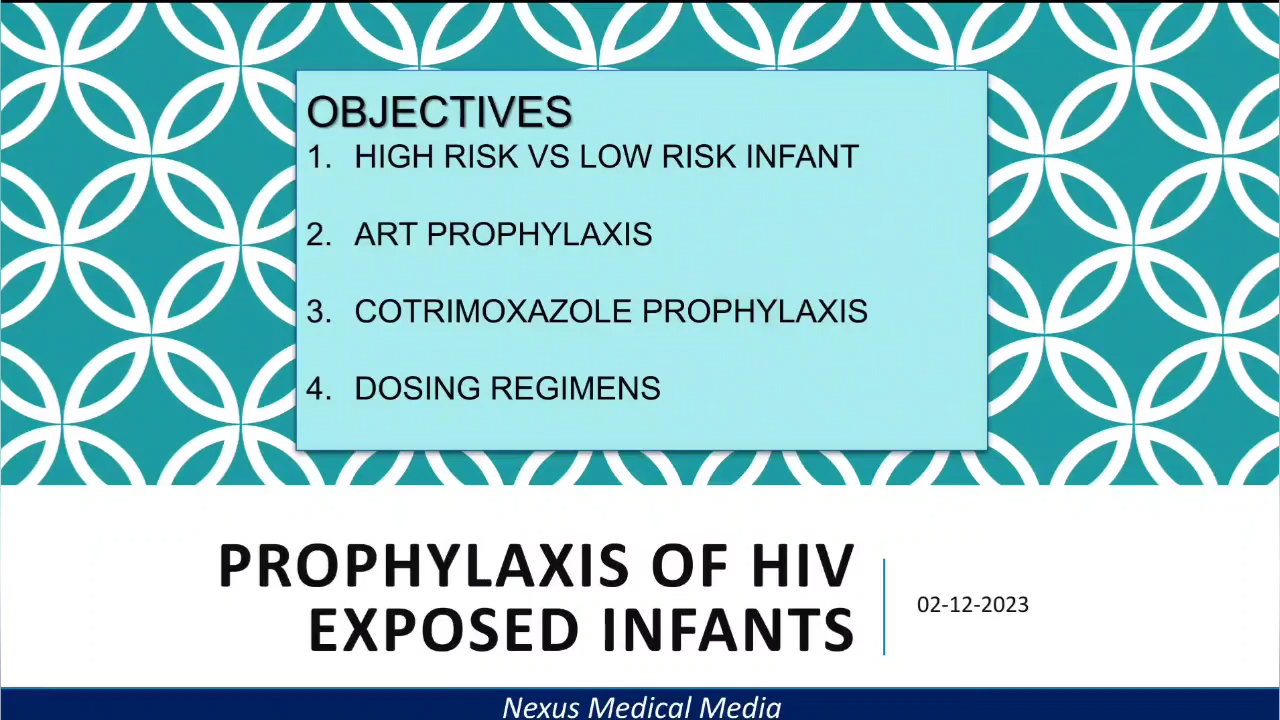 OBJECTIVES
1. HIGH RISK VS LOW RISK INFANT
2. ART PROPHYLAXIS
3. COTRIMOXAZOLE PROPHYLAXIS
4. DOSING REGIMENS
PROPHYLAXIS OF HIV
EXPOSED INFANTS
02-12-2023
Nexus Medical Media